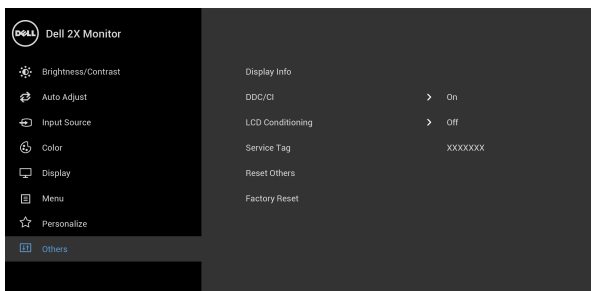 DELL Dell 2X Monitor
Brightness/Contrast
Auto Adjust
Input Source
Color
Display
Menu
Personalize
Others
Display Info
DDC/CI > On
LCD Conditioning > Off
Service Tag XXXXXXX
Reset Others
Factory Reset